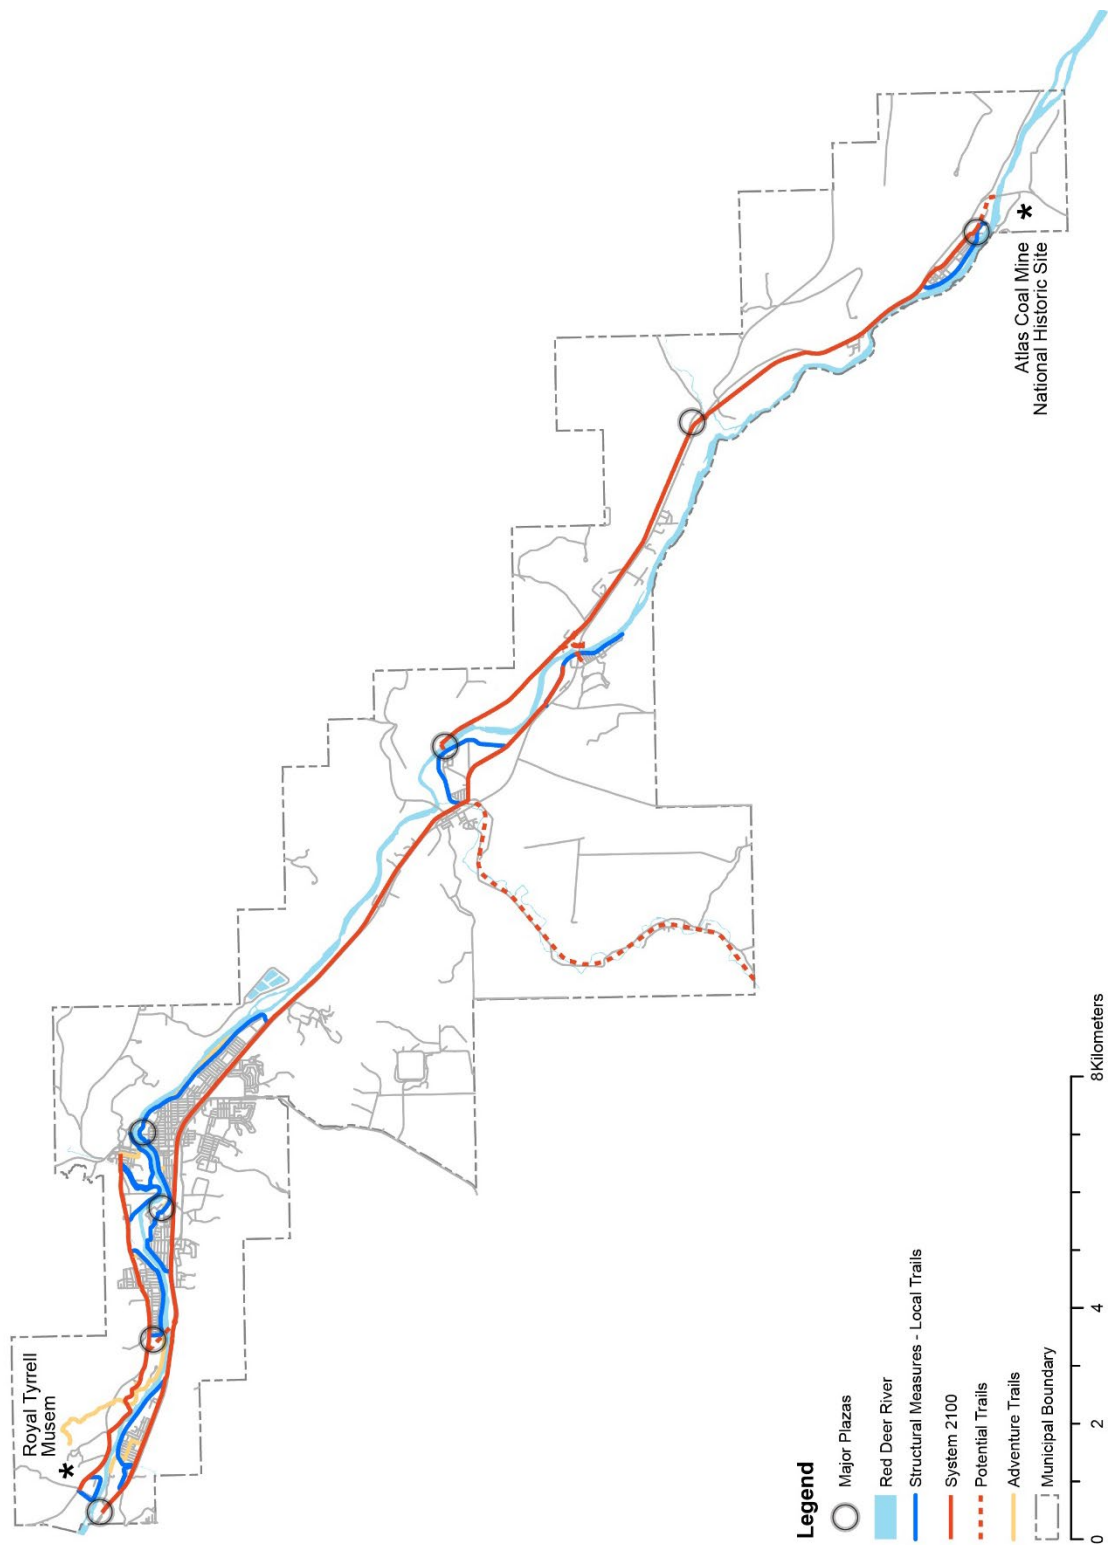 Royal Tyrrell
Musem
Atlas Coal Mine
National Historic Site
Legend
Major Plazas
Red Deer River
Structural Measures - Local Trails
System 2100
Potential Trails
Adventure Trails
Municipal Boundary
0 2 4 8Kilometers